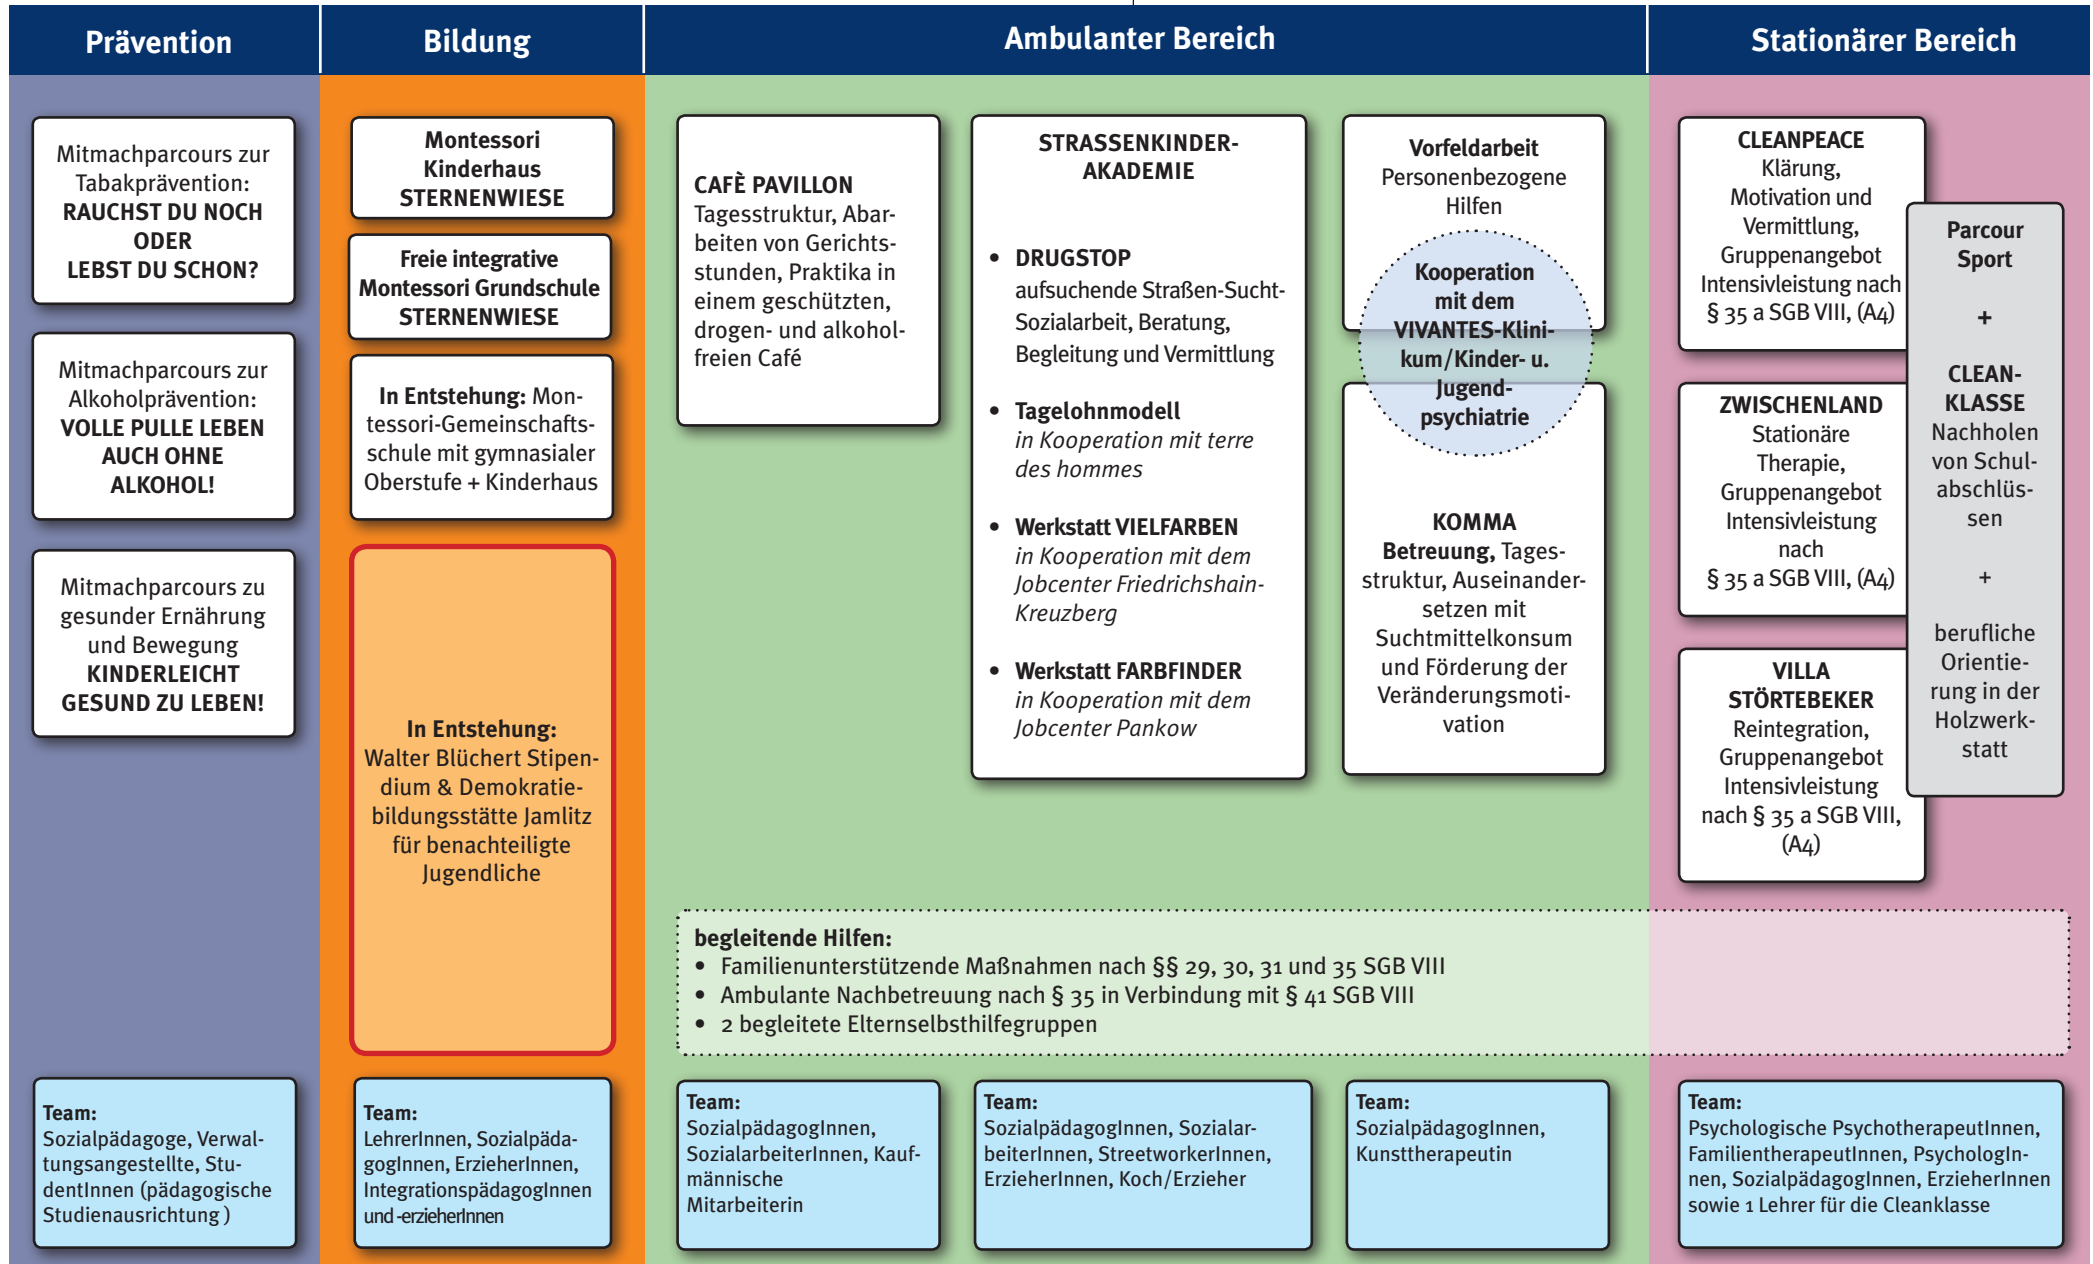 Prävention
Bildung
Ambulanter Bereich
Stationärer Bereich
Mitmachparcours zur
Tabakprävention:
RAUCHST DU NOCH
ODER
LEBST DU SCHON?
Mitmachparcours zur
Alkoholprävention:
VOLLE PULLE LEBEN
AUCH OHNE
ALKOHOL!
Mitmachparcours zu
gesunder Ernährung
und Bewegung
KINDERLEICHT
GESUND ZU LEBEN!
Montessori
Kinderhaus
STERNENWIESE
Freie integrative
Montessori Grundschule
STERNENWIESE
In Entstehung: Mon-
tessori-Gemeinschafts-
schule mit gymnasialer
Oberstufe + Kinderhaus
In Entstehung:
Walter Blüchert Stipen-
dium & Demokratie-
bildungsstätte Jamlitz
für benachteiligte
Jugendliche
CAFÈ PAVILLON
Tagesstruktur, Abar-
beiten von Gerichts-
stunden, Praktika in
einem geschützten,
drogen- und alkohol-
freien Café
STRASSENKINDER-
AKADEMIE
• DRUGSTOP
aufsuchende Straßen-Sucht-
Sozialarbeit, Beratung,
Begleitung und Vermittlung
• Tagelohnmodell
in Kooperation mit terre
des hommes
• Werkstatt VIELFARBEN
in Kooperation mit dem
Jobcenter Friedrichshain-
Kreuzberg
• Werkstatt FARBFINDER
in Kooperation mit dem
Jobcenter Pankow
Vorfeldarbeit
Personenbezogene
Hilfen
Kooperation
mit dem
VIVANTES-Klini-
kum/Kinder- u.
Jugend-
psychiatrie
KOMMA
Betreuung, Tages-
struktur, Auseinander-
setzen mit
Suchtmittelkonsum
und Förderung der
Veränderungsmoti-
vation
CLEANPEACE
Klärung,
Motivation und
Vermittlung,
Gruppenangebot
Intensivleistung nach
§ 35 a SGB VIII, (A4)
ZWISCHENLAND
Stationäre
Therapie,
Gruppenangebot
Intensivleistung
nach
§ 35 a SGB VIII, (A4)
VILLA
STÖRTEBEKER
Reintegration,
Gruppenangebot
Intensivleistung
nach § 35 a SGB VIII,
(A4)
Parcour
Sport
+
CLEAN-
KLASSE
Nachholen
von Schul-
abschlüs-
sen
+
berufliche
Orientie-
rung in der
Holzwerk-
statt
begleitende Hilfen:
• Familienunterstützende Maßnahmen nach §§ 29, 30, 31 und 35 SGB VIII
• Ambulante Nachbetreuung nach § 35 in Verbindung mit § 41 SGB VIII
• 2 begleitete Elternselbsthilfegruppen
Team:
Sozialpädagoge, Verwal-
tungsangestellte, Stu-
dentInnen (pädagogische
Studienausrichtung )
Team:
LehrerInnen, Sozialpäda-
gogInnen, ErzieherInnen,
IntegrationspädagogInnen
und -erzieherInnen
Team:
SozialpädagogInnen,
SozialarbeiterInnen, Kauf-
männische
Mitarbeiterin
Team:
SozialpädagogInnen, Sozialar-
beiterInnen, StreetworkerInnen,
ErzieherInnen, Koch/Erzieher
Team:
SozialpädagogInnen,
Kunsttherapeutin
Team:
Psychologische PsychotherapeutInnen,
FamilientherapeutInnen, PsychologIn-
nen, SozialpädagogInnen, ErzieherInnen
sowie 1 Lehrer für die Cleanklasse